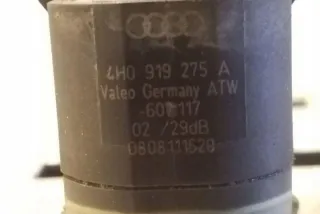 4H0 919 275 A
Valeo Germany ATW
02 /29dB
0808111628